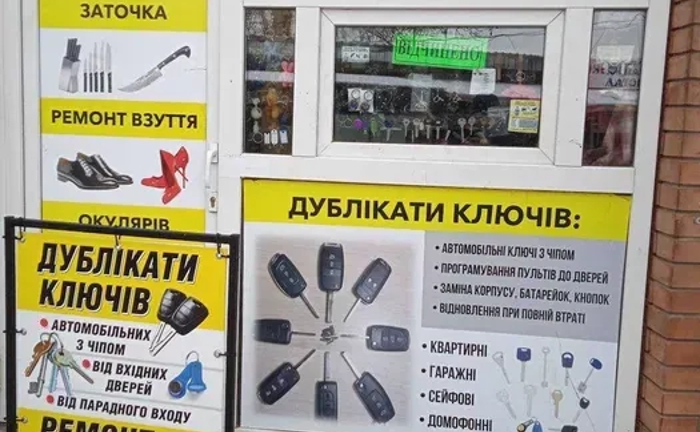 ЗАТОЧКА
РЕМОНТ ВЗУТТЯ
ОКУЛЯРІВ
ВІДЧИНЕНО
ДУБЛІКАТИ КЛЮЧІВ:
• АВТОМОБІЛЬНІ КЛЮЧІ З ЧІПОМ
• ПРОГРАМУВАННЯ ПУЛЬТІВ ДО ДВЕРЕЙ
• ЗАМІНА КОРПУСУ, БАТАРЕЙОК, КНОПОК
• ВІДНОВЛЕННЯ ПРИ ПОВНІЙ ВТРАТІ
• КВАРТИРНІ
• ГАРАЖНІ
• СЕЙФОВІ
• ДОМОФОННІ
ДУБЛІКАТИ
КЛЮЧІВ
• АВТОМОБІЛЬНИХ
З ЧІПОМ
• ВІД ВХІДНИХ
ДВЕРЕЙ
• ВІД ПАРАДНОГО ВХОДУ
РЕМОНТ